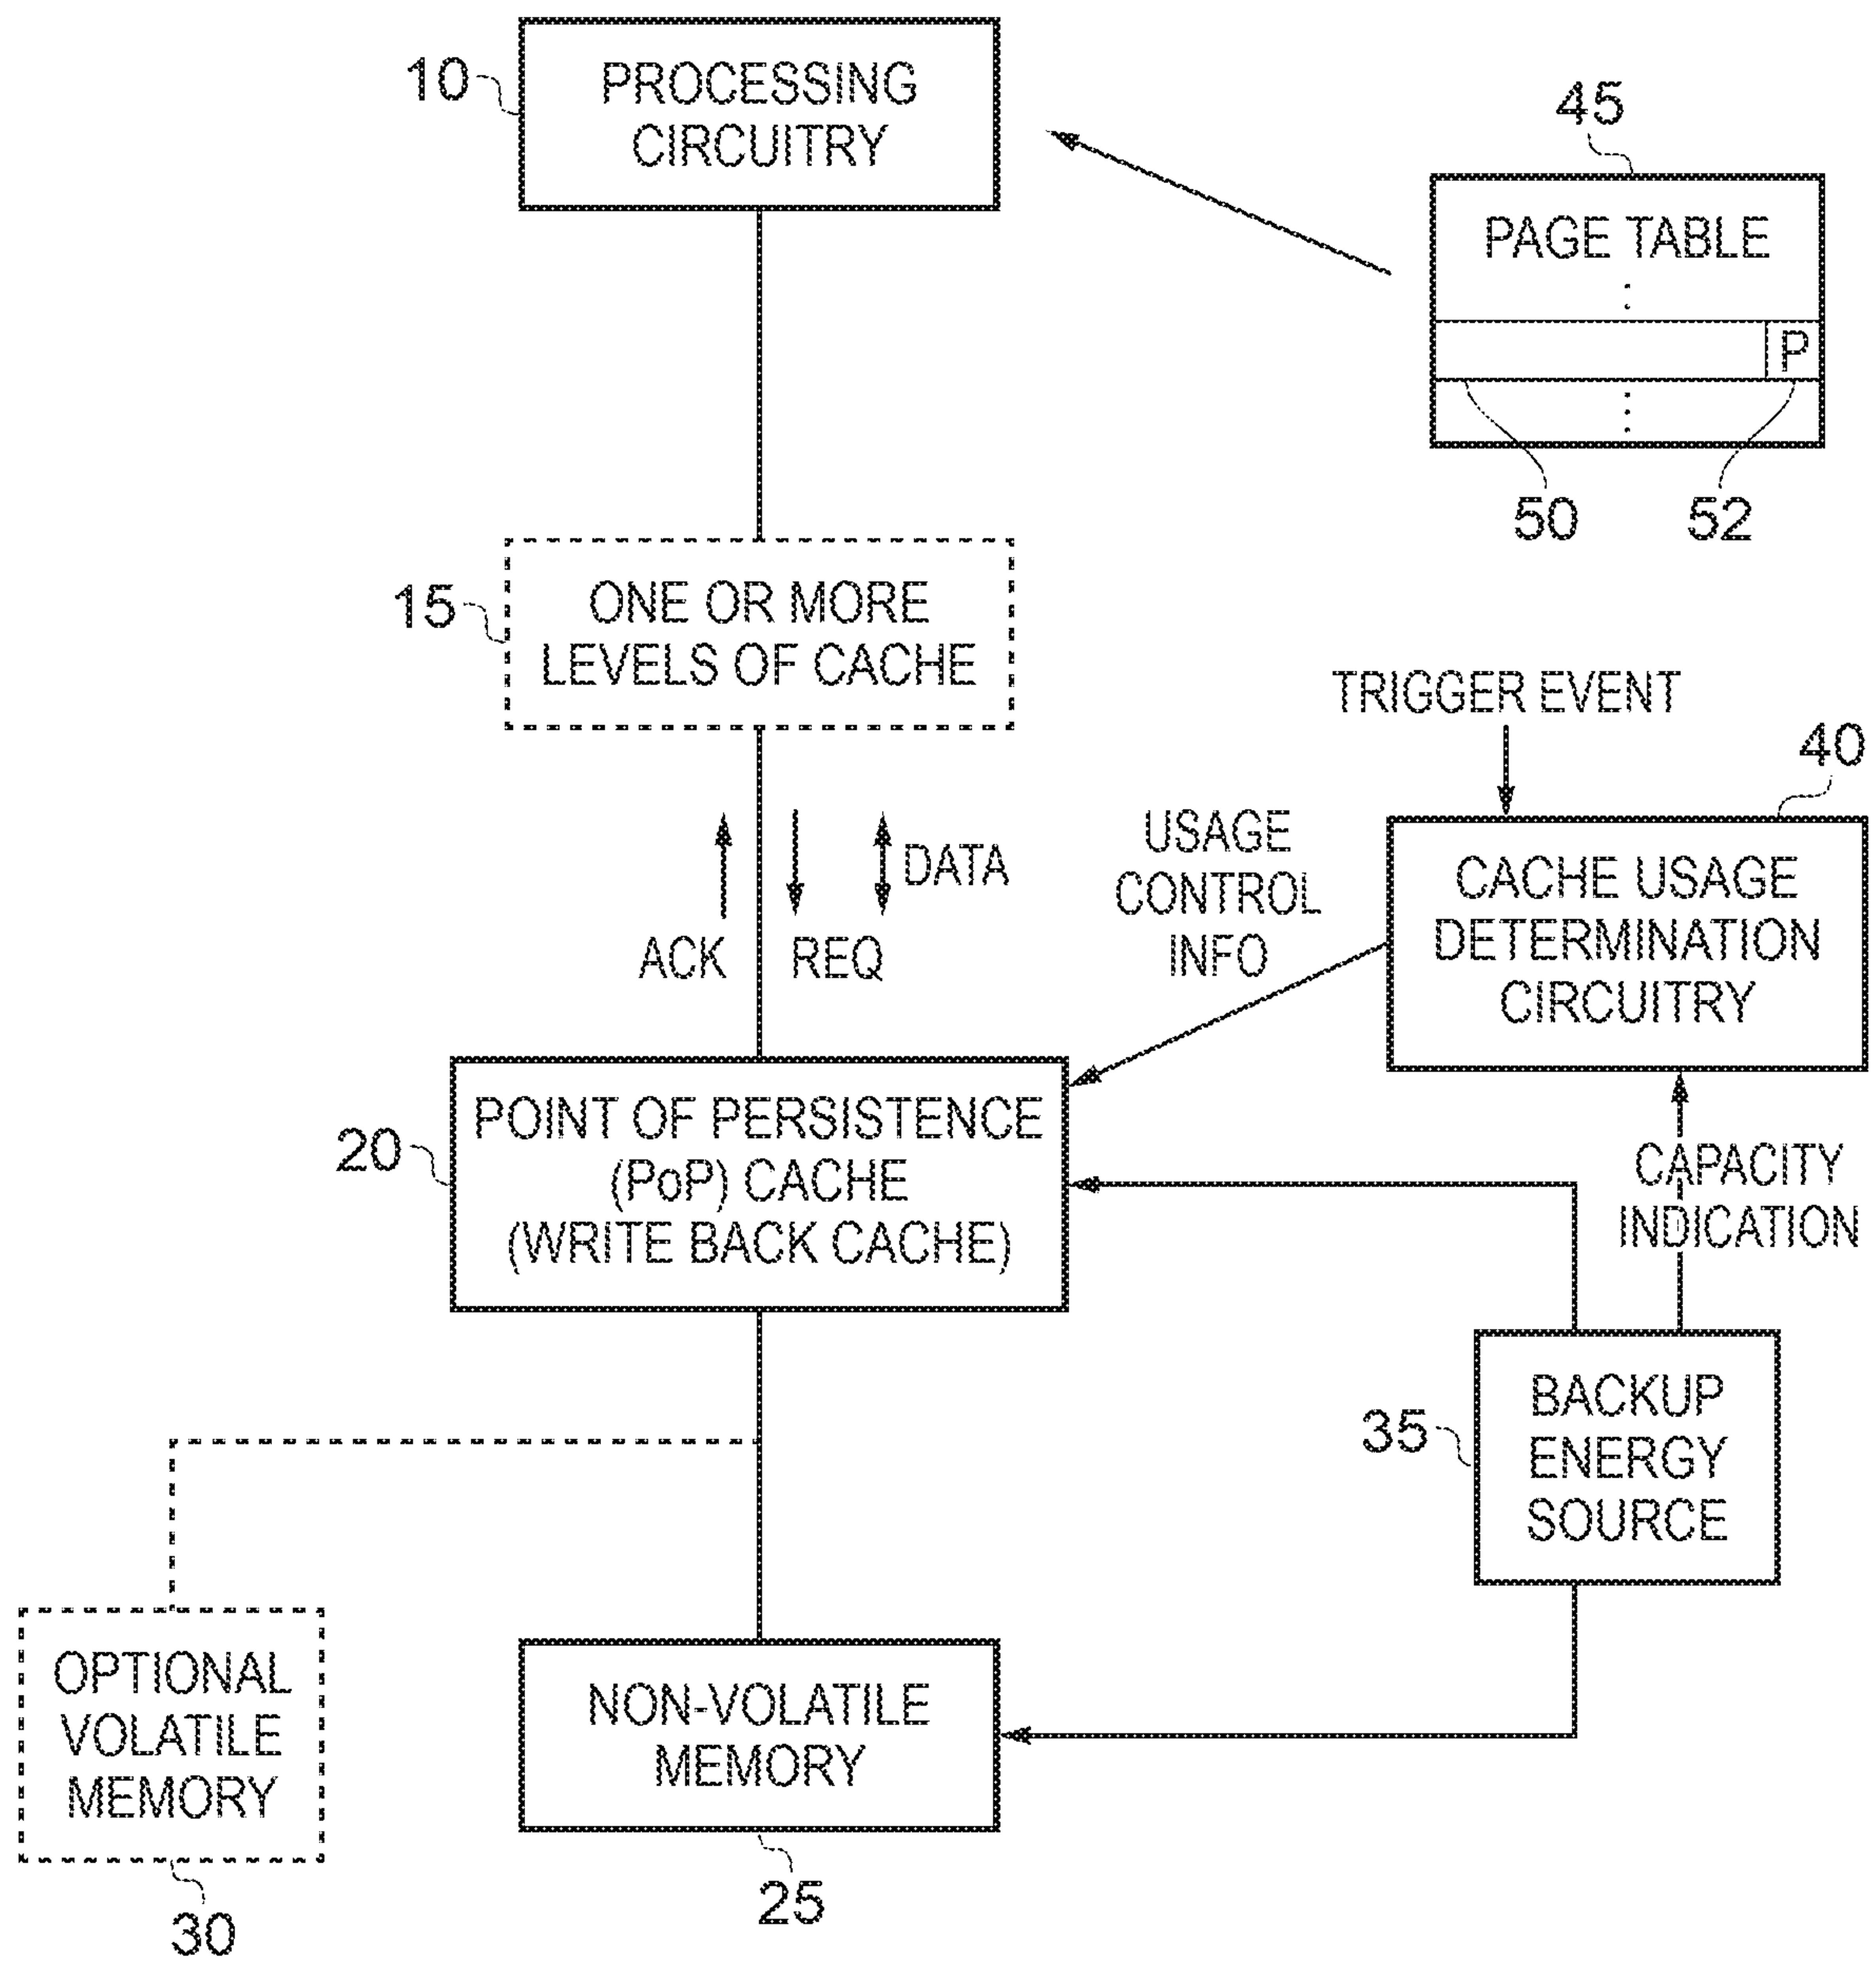 10
PROCESSING
CIRCUITRY
45
PAGE TABLE
P
50
52
15
ONE OR MORE
LEVELS OF CACHE
TRIGGER EVENT
40
ACK
REQ
DATA
USAGE
CONTROL
INFO
CACHE USAGE
DETERMINATION
CIRCUITRY
20
POINT OF PERSISTENCE
(PoP) CACHE
(WRITE BACK CACHE)
CAPACITY
INDICATION
35
BACKUP
ENERGY
SOURCE
OPTIONAL
VOLATILE
MEMORY
30
NON-VOLATILE
MEMORY
25